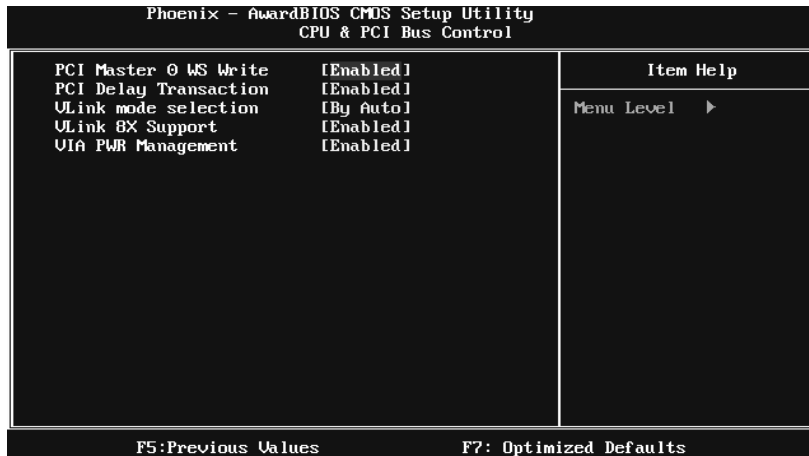 Phoenix - AwardBIOS CMOS Setup Utility
CPU & PCI Bus Control
PCI Master 0 WS Write [Enabled]
PCI Delay Transaction [Enabled]
VLink mode selection [By Auto]
VLink 8X Support [Enabled]
VIA PWR Management [Enabled]
Item Help
Menu Level ▶
F5:Previous Values F7: Optimized Defaults